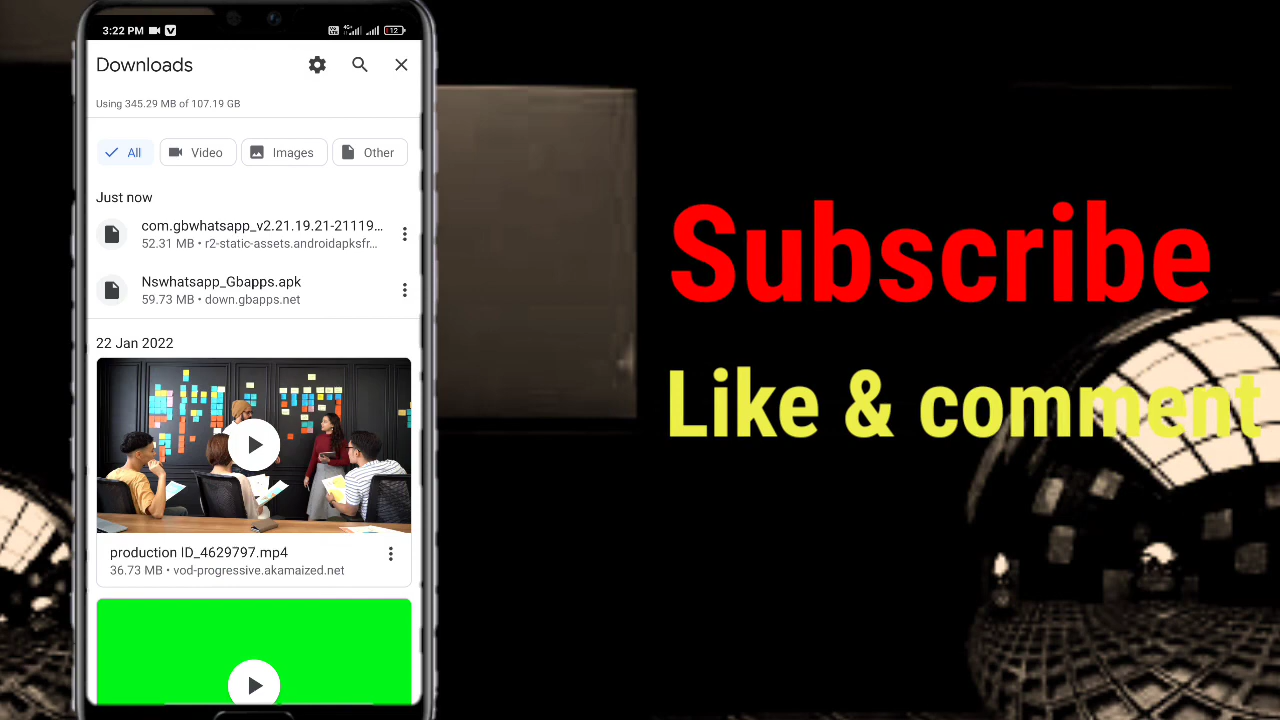 3:22 PM
4G
12
Downloads
Using 345.29 MB of 107.19 GB
All
Video
Images
Other
Just now
com.gbwhatsapp_v2.21.19.21-21119...
52.31 MB • r2-static-assets.androidapksfr...
Nswhatsapp_Gbapps.apk
59.73 MB • down.gbapps.net
22 Jan 2022
production ID_4629797.mp4
36.73 MB • vod-progressive.akamaized.net
Subscribe
Like & comment